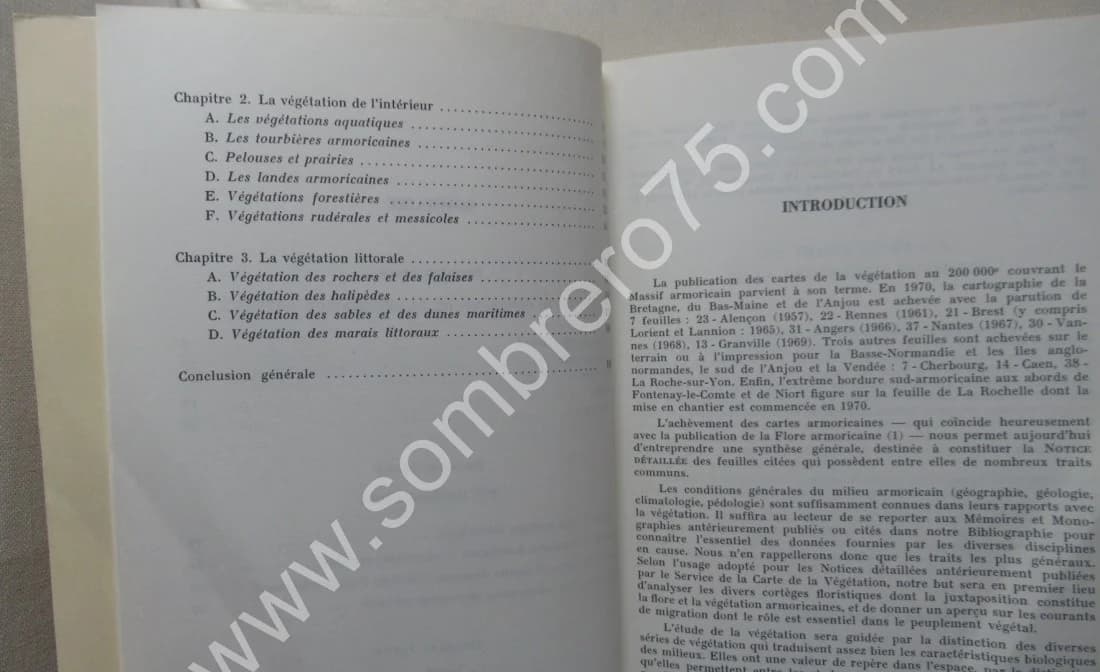 Chapitre 2. La végétation de l'intérieur
A. Les végétations aquatiques
B. Les tourbières armoricaines
C. Pelouses et prairies
D. Les landes armoricaines
E. Végétations forestières
F. Végétations rudérales et messicoles
Chapitre 3. La végétation littorale
A. Végétation des rochers et des falaises
B. Végétation des halipèdes
C. Végétation des sables et des dunes maritimes
D. Végétation des marais littoraux
Conclusion générale
INTRODUCTION
La publication des cartes de la végétation au 200 000e couvrant le
Massif armoricain parvient à son terme. En 1970, la cartographie de la
Bretagne, du Bas-Maine et de l'Anjou est achevée avec la parution de
7 feuilles : 23 - Alençon (1957), 22 - Rennes (1961), 21 - Brest (y compris
Lorient et Lannion : 1965), 31 - Angers (1966), 37 - Nantes (1967), 30 - Van-
nes (1968), 13 - Granville (1969). Trois autres feuilles sont achevées sur le
terrain ou à l'impression pour la Basse-Normandie et les îles anglo-
normandes, le sud de l'Anjou et la Vendée : 7 - Cherbourg, 14 - Caen, 38 -
La Roche-sur-Yon. Enfin, l'extrême bordure sud-armoricaine aux abords de
Fontenay-le-Comte et de Niort figure sur la feuille de La Rochelle dont la
mise en chantier est commencée en 1970.
L'achèvement des cartes armoricaines — qui coïncide heureusement
avec la publication de la Flore armoricaine (1) — nous permet aujourd'hui
d'entreprendre une synthèse générale, destinée à constituer la NOTICE
DÉTAILLÉE des feuilles citées qui possèdent entre elles de nombreux traits
communs.
Les conditions générales du milieu armoricain (géographie, géologie,
climatologie, pédologie) sont suffisamment connues dans leurs rapports avec
la végétation. Il suffira au lecteur de se reporter aux Mémoires et Mono-
graphies antérieurement publiés ou cités dans notre Bibliographie pour
connaître l'essentiel des données fournies par les diverses disciplines
en cause. Nous n'en rappellerons donc que les traits les plus généraux.
Selon l'usage adopté pour les Notices détaillées antérieurement publiées
par le Service de la Carte de la Végétation, notre but sera en premier lieu
d'analyser les divers cortèges floristiques dont la juxtaposition constitue
la flore et la végétation armoricaines, et de donner un aperçu sur les courants
de migration dont le rôle est essentiel dans le peuplement végétal.
L'étude de la végétation sera guidée par la distinction des diverses
séries de végétation qui traduisent assez bien les caractéristiques biologiques
des milieux. Elles ont une valeur de repère dans l'espace, par la
qu'elles permettent
www.sombrero75.com